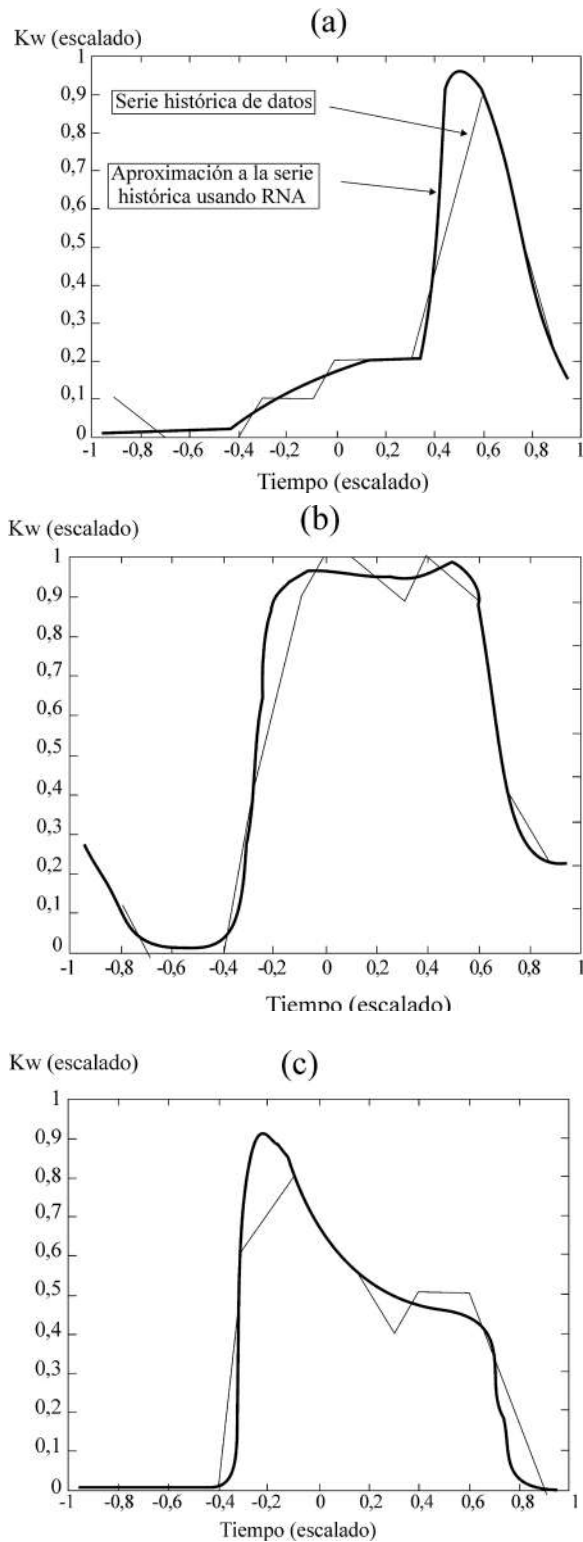 (a)
Kw (escalado)
1
0,9
0,8
0,7
0,6
0,5
0,4
0,3
0,2
0,1
0
Serie histórica de datos
Aproximación a la serie
histórica usando RNA
-1 -0,8 -0,6 -0,4 -0,2 0 0,2 0,4 0,6 0,8 1
Tiempo (escalado)
(b)
Kw (escalado)
1
0,9
0,8
0,7
0,6
0,5
0,4
0,3
0,2
0,1
0
-1 -0,8 -0,6 -0,4 -0,2 0 0,2 0,4 0,6 0,8 1
Tiempo (escalado)
(c)
Kw (escalado)
1
0,9
0,8
0,7
0,6
0,5
0,4
0,3
0,2
0,1
0
-1 -0,8 -0,6 -0,4 -0,2 0 0,2 0,4 0,6 0,8 1
Tiempo (escalado)